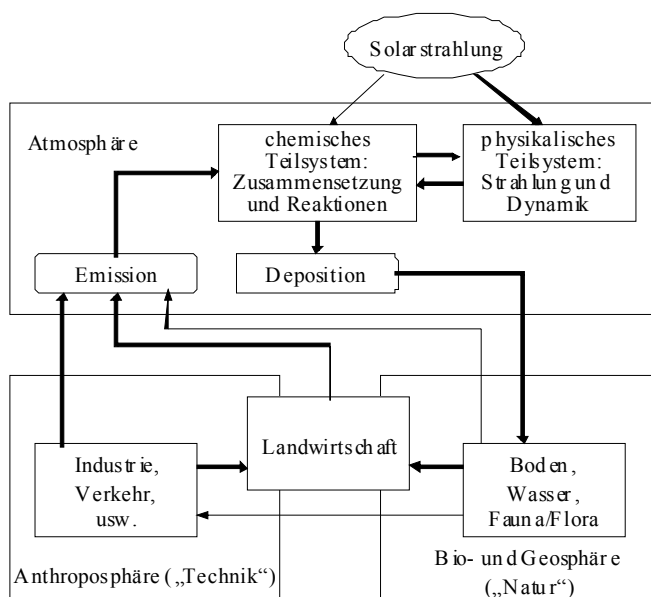 Solarstrahlung
Atmosphäre
chemisches
Teilsystem:
Zusammensetzung
und Reaktionen
physikalisches
Teilsystem:
Strahlung und
Dynamik
Emission
Deposition
Landwirtschaft
Industrie,
Verkehr,
usw.
Boden,
Wasser,
Fauna/Flora
Anthroposphäre („Technik“)
Bio- und Geosphäre
(„Natur“)